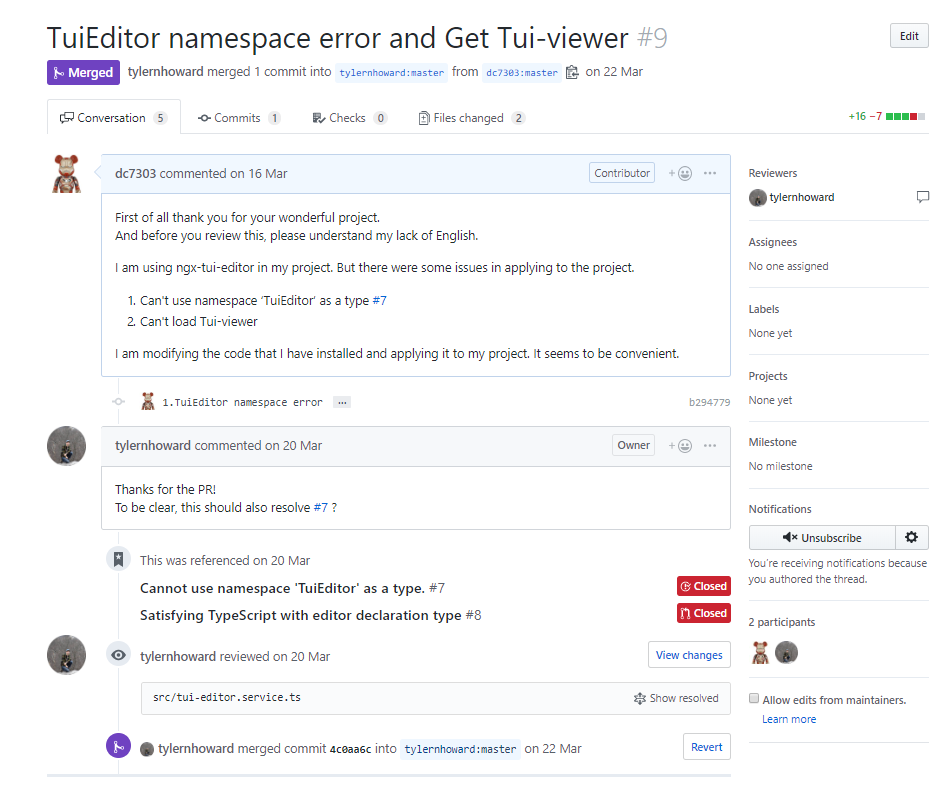 TuiEditor namespace error and Get Tui-viewer #9
Edit
Merged tylernhoward merged 1 commit into tylernhoward:master from dc7303:master on 22 Mar
Conversation 5 Commits 1 Checks 0 Files changed 2
+16 −7
dc7303 commented on 16 Mar
Contributor
First of all thank you for your wonderful project.
And before you review this, please understand my lack of English.
I am using ngx-tui-editor in my project. But there were some issues in applying to the project.
1. Can't use namespace ‘TuiEditor’ as a type #7
2. Can't load Tui-viewer
I am modifying the code that I have installed and applying it to my project. It seems to be convenient.
1.TuiEditor namespace error ...
b294779
tylernhoward commented on 20 Mar
Owner
Thanks for the PR!
To be clear, this should also resolve #7 ?
This was referenced on 20 Mar
Cannot use namespace 'TuiEditor' as a type. #7
Closed
Satisfying TypeScript with editor declaration type #8
Closed
tylernhoward reviewed on 20 Mar
View changes
src/tui-editor.service.ts
Show resolved
tylernhoward merged commit 4c0aa6c into tylernhoward:master on 22 Mar
Revert
Reviewers
tylernhoward
Assignees
No one assigned
Labels
None yet
Projects
None yet
Milestone
No milestone
Notifications
Unsubscribe
You're receiving notifications because
you authored the thread.
2 participants
Allow edits from maintainers.
Learn more